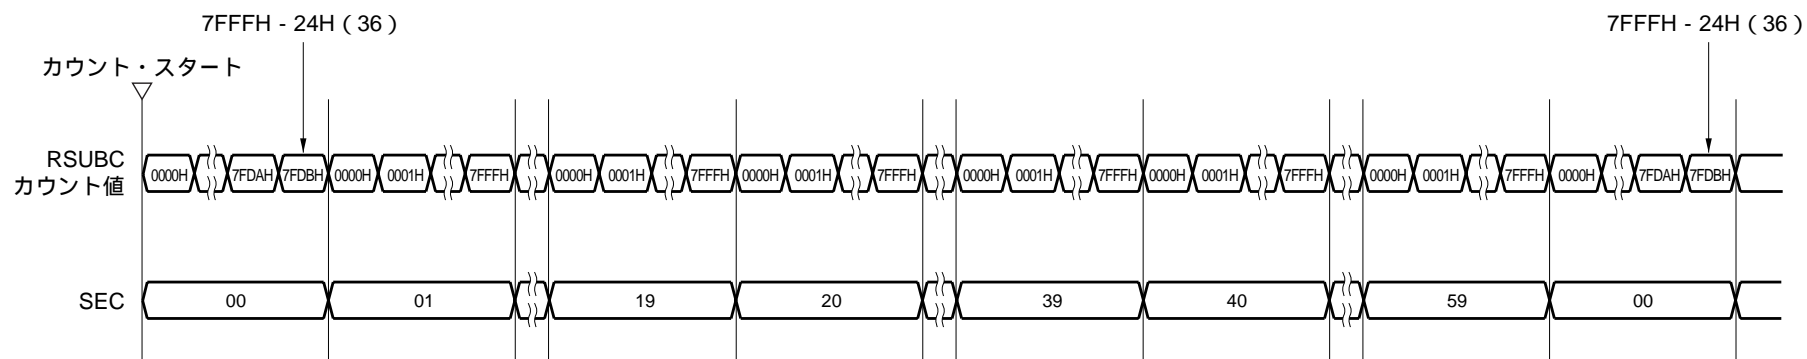 7FFFH - 24H ( 36 ) 7FFFH - 24H ( 36 )
カウント・スタート
RSUBC
カウント値
0000H 7FDAH 7FDBH 0000H 0001H 7FFFH 0000H 0001H 7FFFH 0000H 0001H 7FFFH 0000H 0001H 7FFFH 0000H 0001H 7FFFH 0000H 0001H 7FFFH 0000H 7FDAH 7FDBH
SEC 00 01 19 20 39 40 59 00